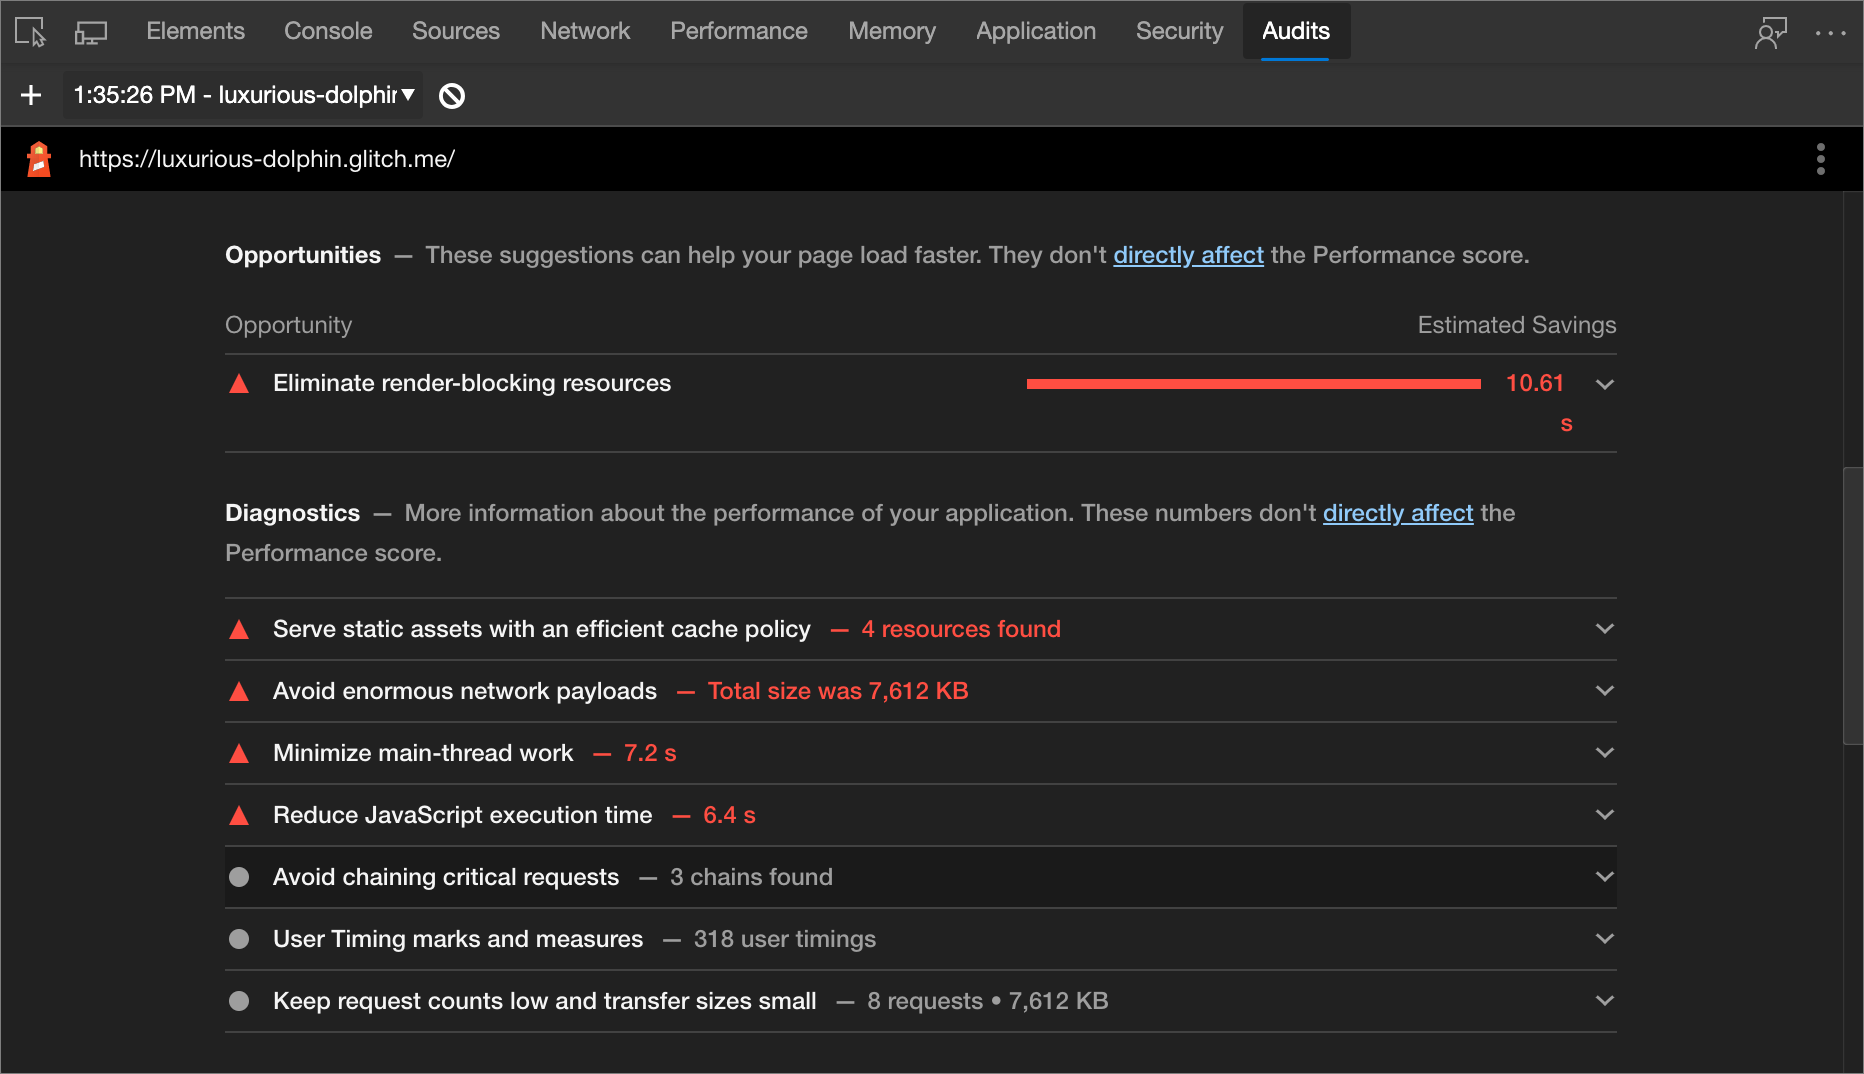 Elements Console Sources Network Performance Memory Application Security Audits
1:35:26 PM - luxurious-dolphin
https://luxurious-dolphin.glitch.me/
Opportunities — These suggestions can help your page load faster. They don't directly affect the Performance score.
Opportunity Estimated Savings
Eliminate render-blocking resources 10.61
s
Diagnostics — More information about the performance of your application. These numbers don't directly affect the
Performance score.
Serve static assets with an efficient cache policy — 4 resources found
Avoid enormous network payloads — Total size was 7,612 KB
Minimize main-thread work — 7.2 s
Reduce JavaScript execution time — 6.4 s
Avoid chaining critical requests — 3 chains found
User Timing marks and measures — 318 user timings
Keep request counts low and transfer sizes small — 8 requests • 7,612 KB